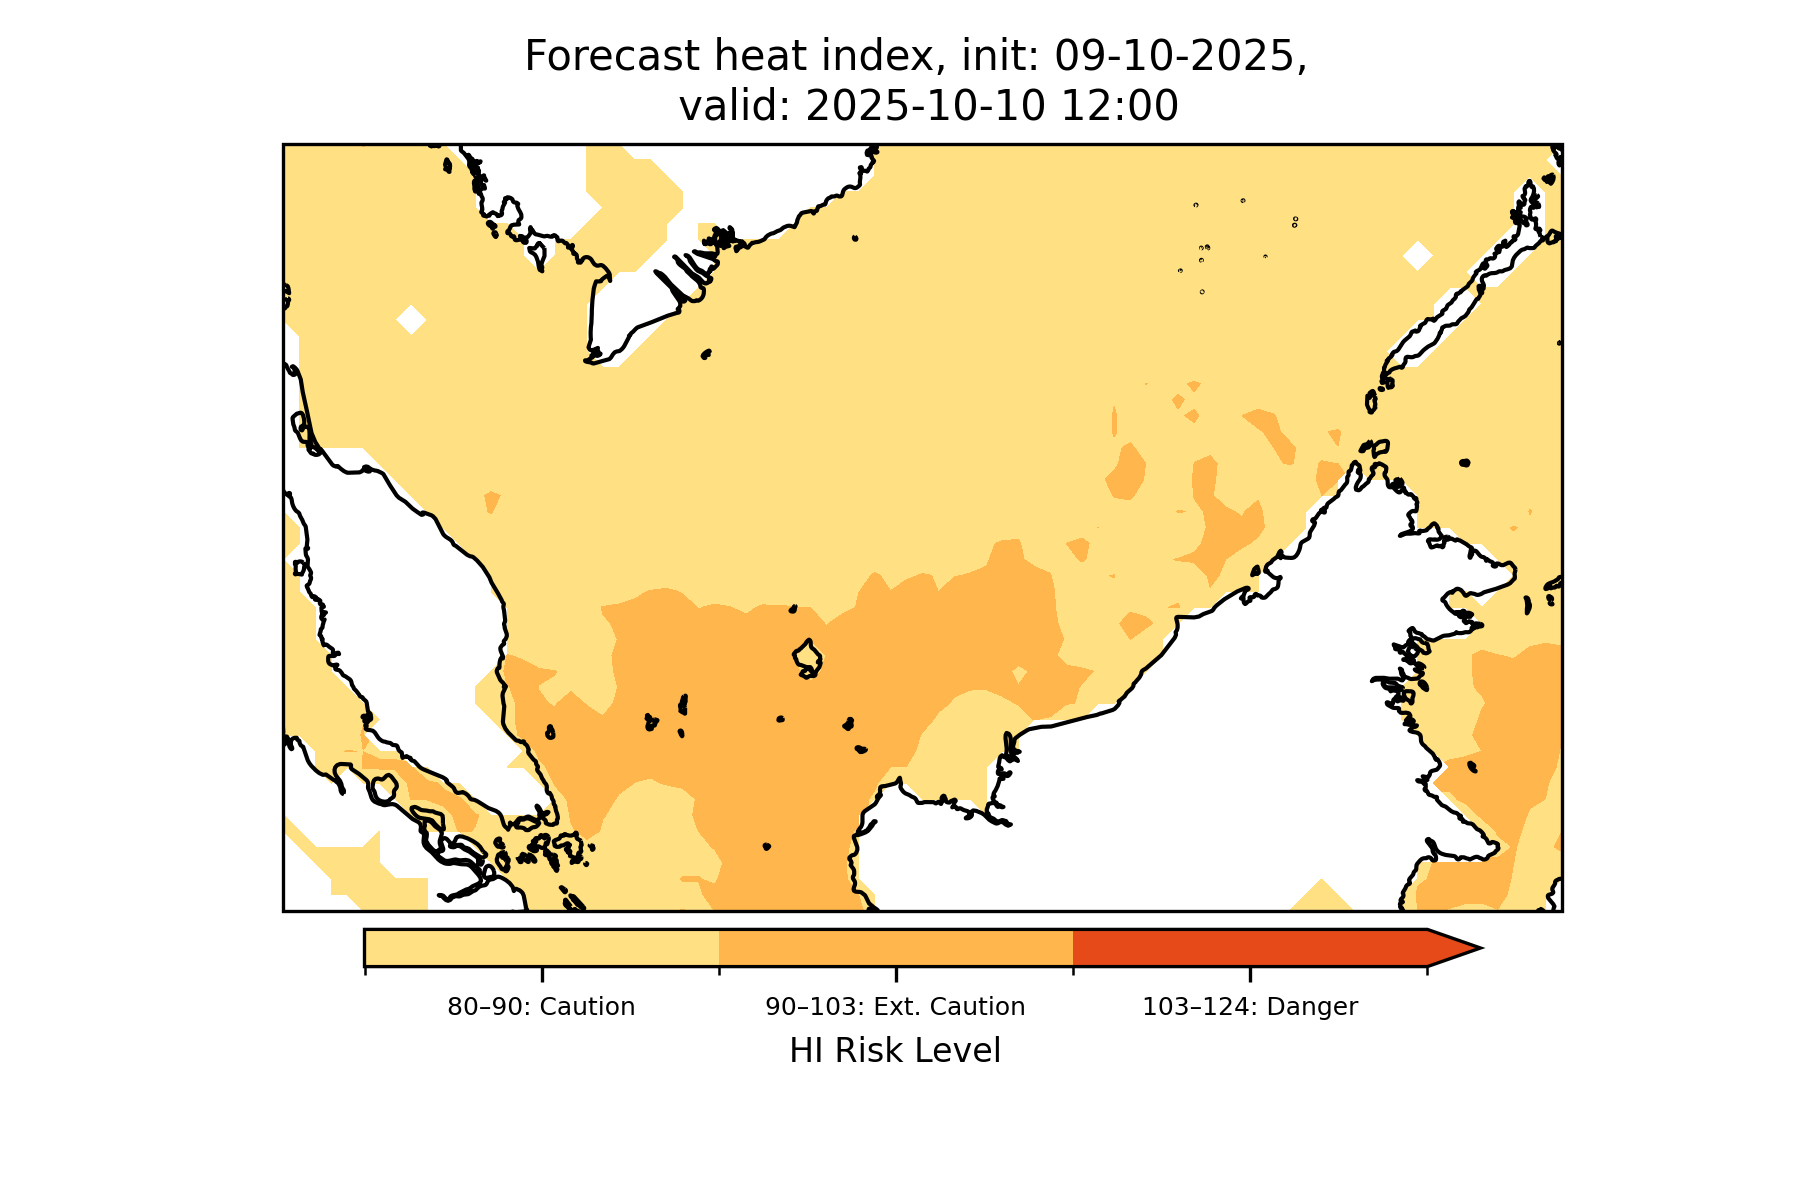 Forecast heat index, init: 09-10-2025,
valid: 2025-10-10 12:00
80–90: Caution
90–103: Ext. Caution
103–124: Danger
HI Risk Level